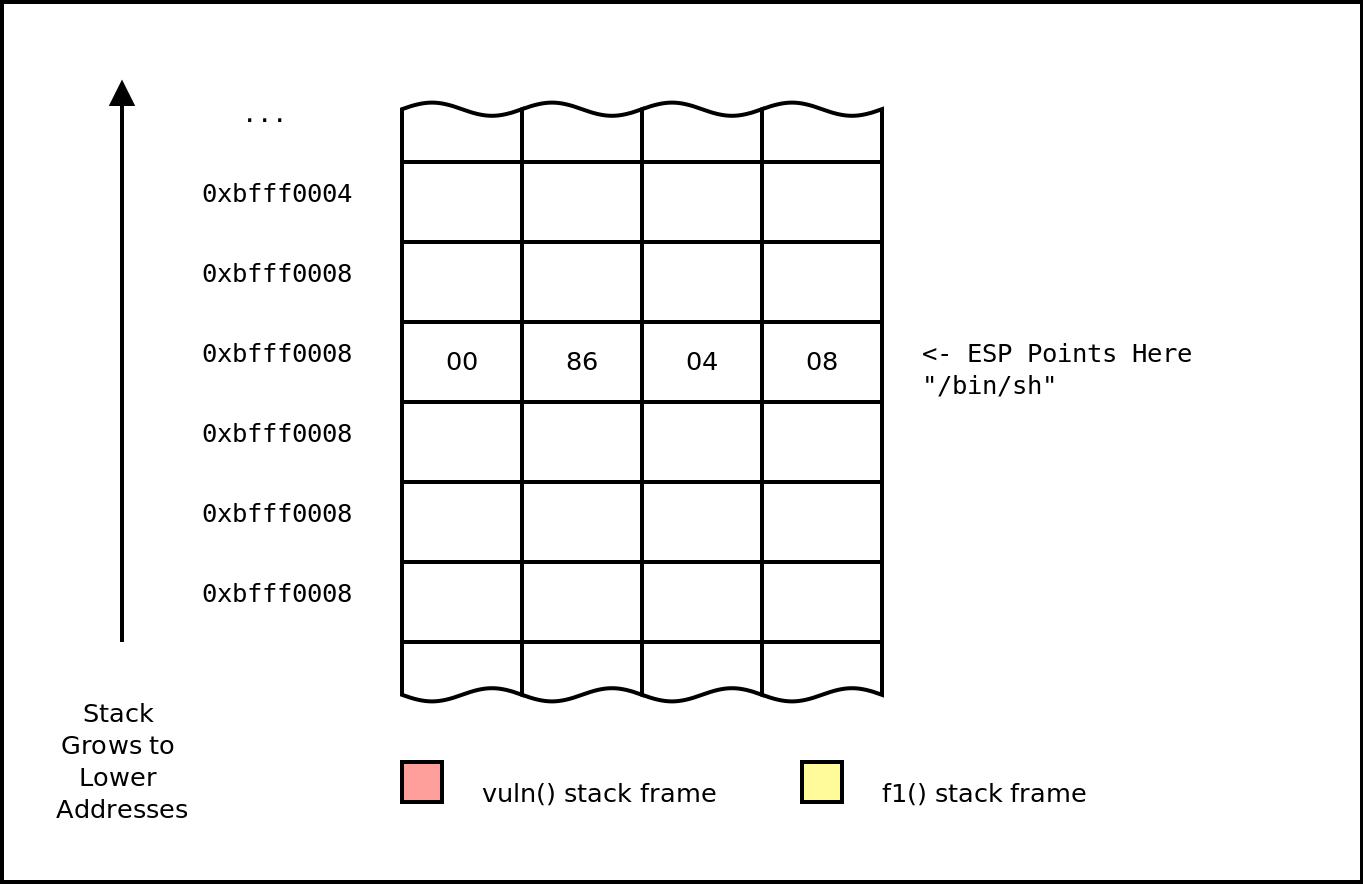 ...
0xbfff0004
0xbfff0008
0xbfff0008 00 86 04 08 <- ESP Points Here
"/bin/sh"
0xbfff0008
0xbfff0008
0xbfff0008
Stack
Grows to
Lower
Addresses
vuln() stack frame f1() stack frame